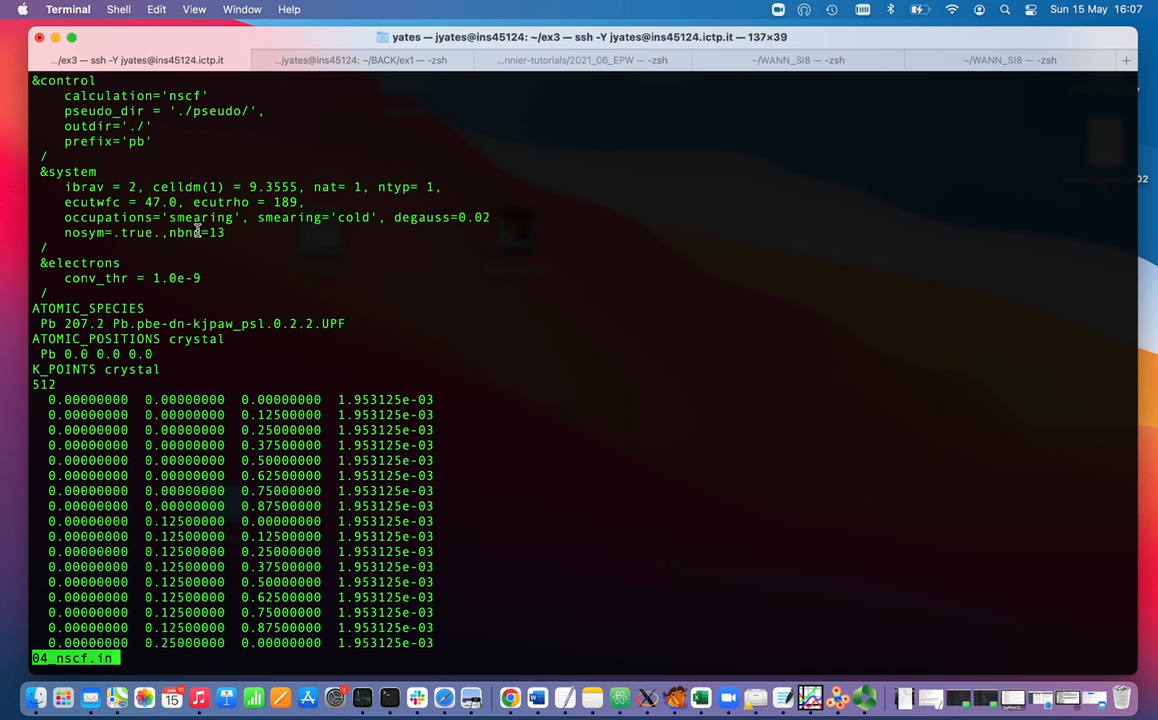 Terminal Shell Edit View Window Help Sun 15 May 16:07
yates — jyates@ins45124: ~/ex3 — ssh -Y jyates@ins45124.ictp.it — 137×39
.../ex3 — ssh -Y jyates@ins45124.ictp.it ...jyates@ins45124: ~/BACK/ex1 — -zsh ...nnier-tutorials/2021_06_EPW — -zsh ~/WANN_SI8 — -zsh ~/WANN_SI8 — -zsh +
&control
calculation='nscf'
pseudo_dir = './pseudo/',
outdir='./'
prefix='pb'
/
&system
ibrav = 2, celldm(1) = 9.3555, nat= 1, ntyp= 1,
ecutwfc = 47.0, ecutrho = 189,
occupations='smearing', smearing='cold', degauss=0.02
nosym=.true.,nbnd=13
/
&electrons
conv_thr = 1.0e-9
/
ATOMIC_SPECIES
Pb 207.2 Pb.pbe-dn-kjpaw_psl.0.2.2.UPF
ATOMIC_POSITIONS crystal
Pb 0.0 0.0 0.0
K_POINTS crystal
512
0.00000000 0.00000000 0.00000000 1.953125e-03
0.00000000 0.00000000 0.12500000 1.953125e-03
0.00000000 0.00000000 0.25000000 1.953125e-03
0.00000000 0.00000000 0.37500000 1.953125e-03
0.00000000 0.00000000 0.50000000 1.953125e-03
0.00000000 0.00000000 0.62500000 1.953125e-03
0.00000000 0.00000000 0.75000000 1.953125e-03
0.00000000 0.00000000 0.87500000 1.953125e-03
0.00000000 0.12500000 0.00000000 1.953125e-03
0.00000000 0.12500000 0.12500000 1.953125e-03
0.00000000 0.12500000 0.25000000 1.953125e-03
0.00000000 0.12500000 0.37500000 1.953125e-03
0.00000000 0.12500000 0.50000000 1.953125e-03
0.00000000 0.12500000 0.62500000 1.953125e-03
0.00000000 0.12500000 0.75000000 1.953125e-03
0.00000000 0.12500000 0.87500000 1.953125e-03
0.00000000 0.25000000 0.00000000 1.953125e-03
04_nscf.in